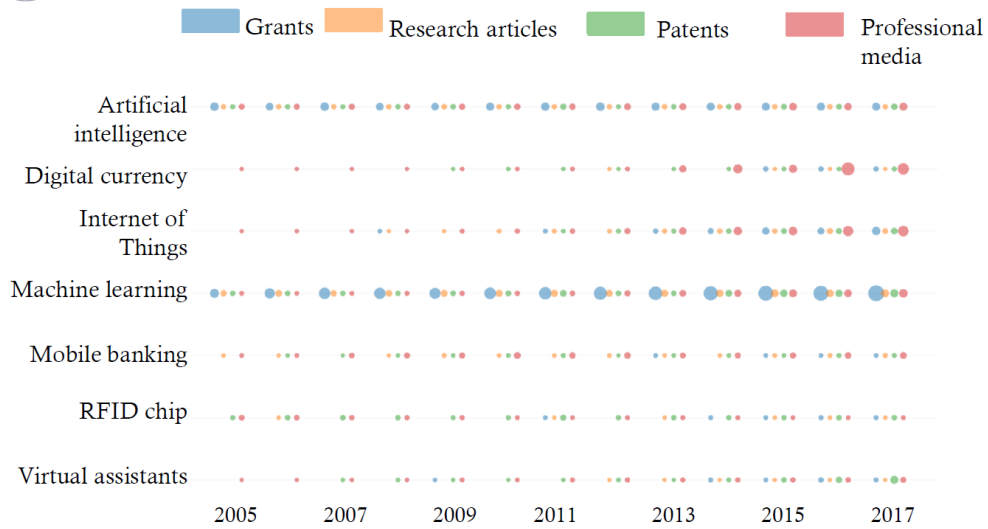 Grants
Research articles
Patents
Professional
media
Artificial
intelligence
Digital currency
Internet of
Things
Machine learning
Mobile banking
RFID chip
Virtual assistants
2005 2007 2009 2011 2013 2015 2017